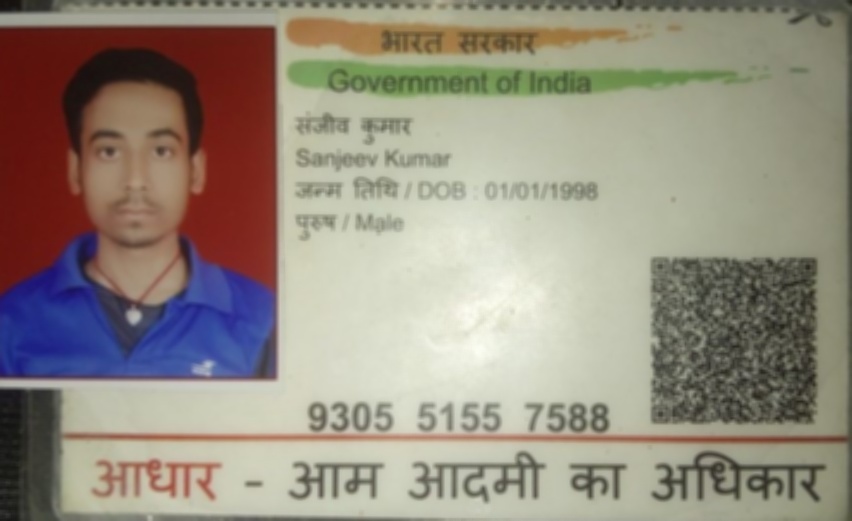 भारत सरकार
Government of India
संजीव कुमार
Sanjeev Kumar
जन्म तिथि / DOB : 01/01/1998
पुरुष / Male
9305 5155 7588
आधार - आम आदमी का अधिकार